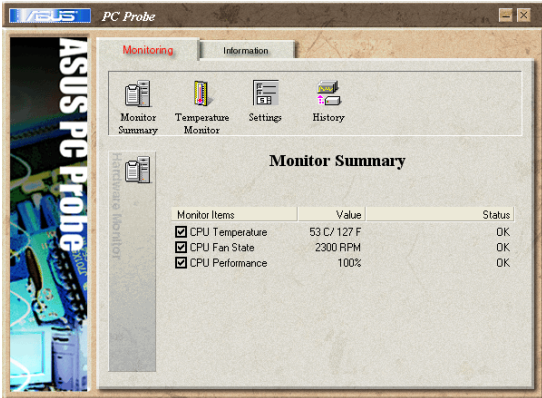 ASUS PC Probe
Monitoring Information
Monitor Summary
Temperature Monitor
Settings
History
ASUS PC Probe
Hardware Monitor
Monitor Summary
Monitor Items Value Status
CPU Temperature 53 C/ 127 F OK
CPU Fan State 2300 RPM OK
CPU Performance 100% OK